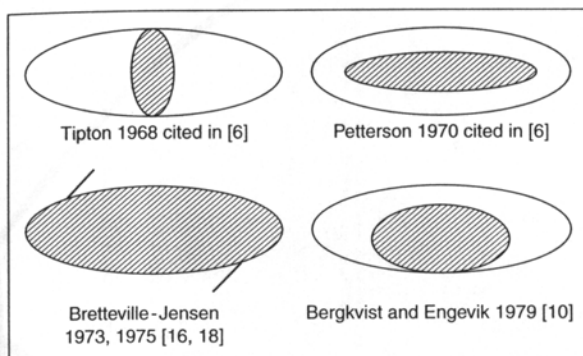 Tipton 1968 cited in [6]
Petterson 1970 cited in [6]
Bretteville-Jensen
1973, 1975 [16, 18]
Bergkvist and Engevik 1979 [10]